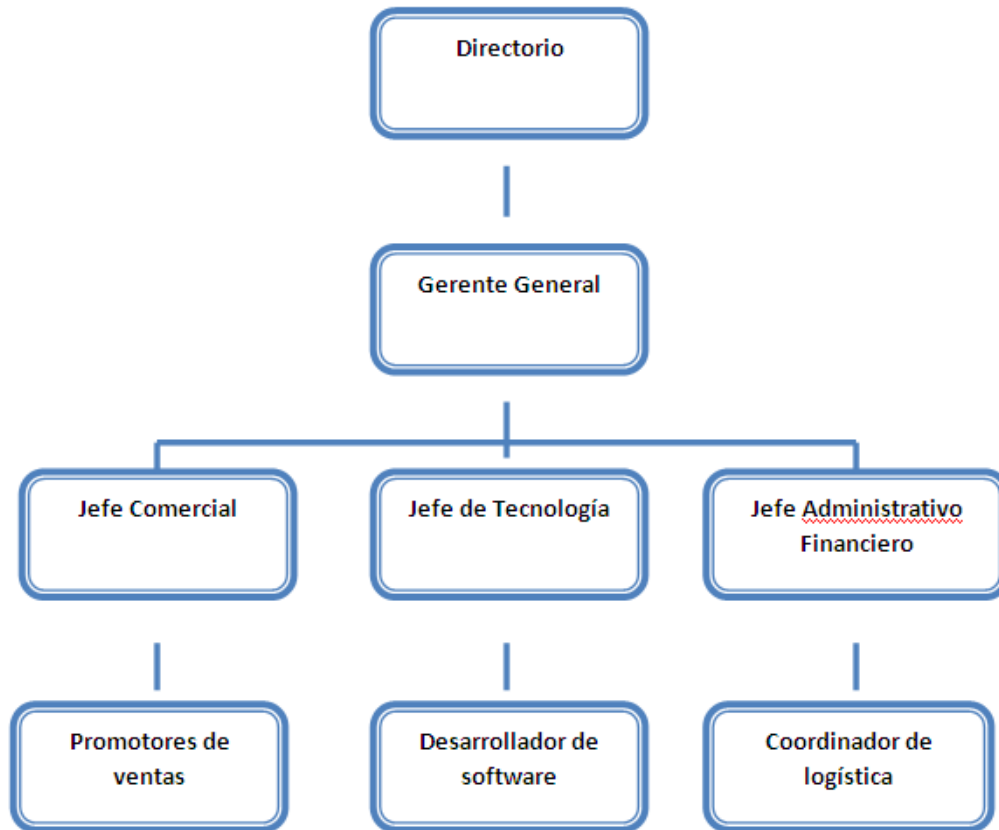 Directorio
Gerente General
Jefe Comercial
Jefe de Tecnología
Jefe Administrativo
Financiero
Promotores de
ventas
Desarrollador de
software
Coordinador de
logística